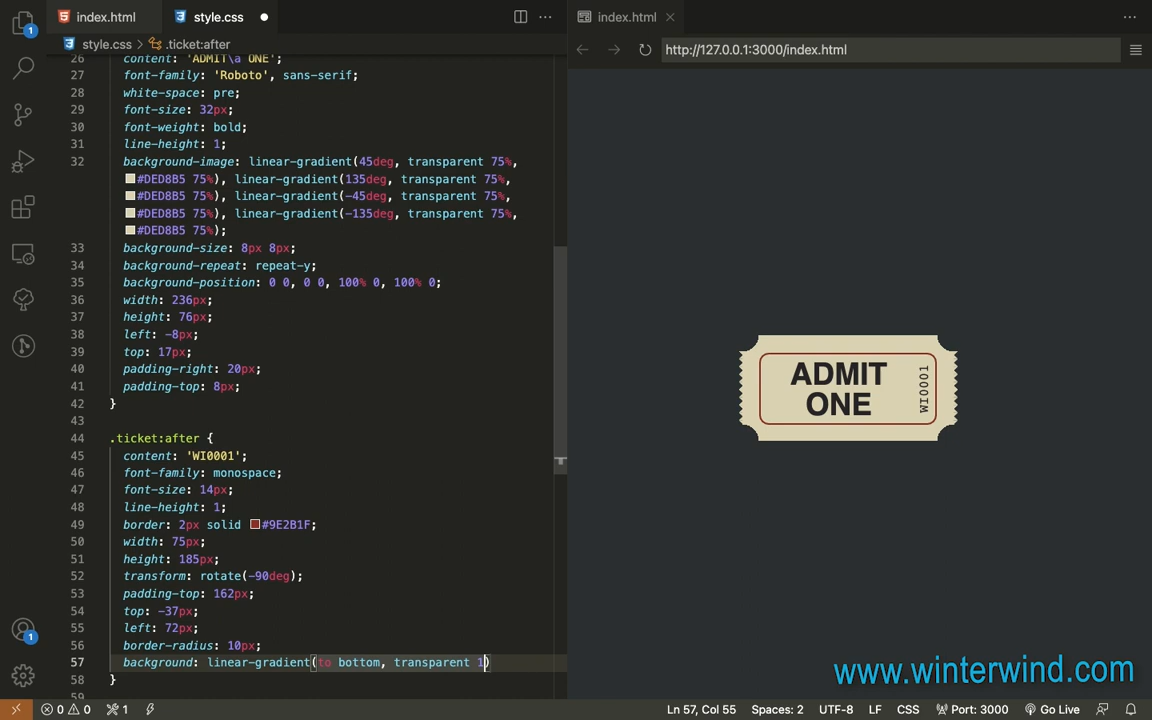 index.html
style.css
index.html
style.css > .ticket:after
http://127.0.0.1:3000/index.html
26 content: 'ADMIT\a ONE';
27 font-family: 'Roboto', sans-serif;
28 white-space: pre;
29 font-size: 32px;
30 font-weight: bold;
31 line-height: 1;
32 background-image: linear-gradient(45deg, transparent 75%,
#DED8B5 75%), linear-gradient(135deg, transparent 75%,
#DED8B5 75%), linear-gradient(-45deg, transparent 75%,
#DED8B5 75%), linear-gradient(-135deg, transparent 75%,
#DED8B5 75%);
33 background-size: 8px 8px;
34 background-repeat: repeat-y;
35 background-position: 0 0, 0 0, 100% 0, 100% 0;
36 width: 236px;
37 height: 76px;
38 left: -8px;
39 top: 17px;
40 padding-right: 20px;
41 padding-top: 8px;
42 }
43
44 .ticket:after {
45 content: 'WI0001';
46 font-family: monospace;
47 font-size: 14px;
48 line-height: 1;
49 border: 2px solid #9E2B1F;
50 width: 75px;
51 height: 185px;
52 transform: rotate(-90deg);
53 padding-top: 162px;
54 top: -37px;
55 left: 72px;
56 border-radius: 10px;
57 background: linear-gradient(to bottom, transparent 1)
58 }
59
ADMIT
ONE
WI0001
www.winterwind.com
1
1
0 0 1
Ln 57, Col 55 Spaces: 2 UTF-8 LF CSS Port: 3000 Go Live